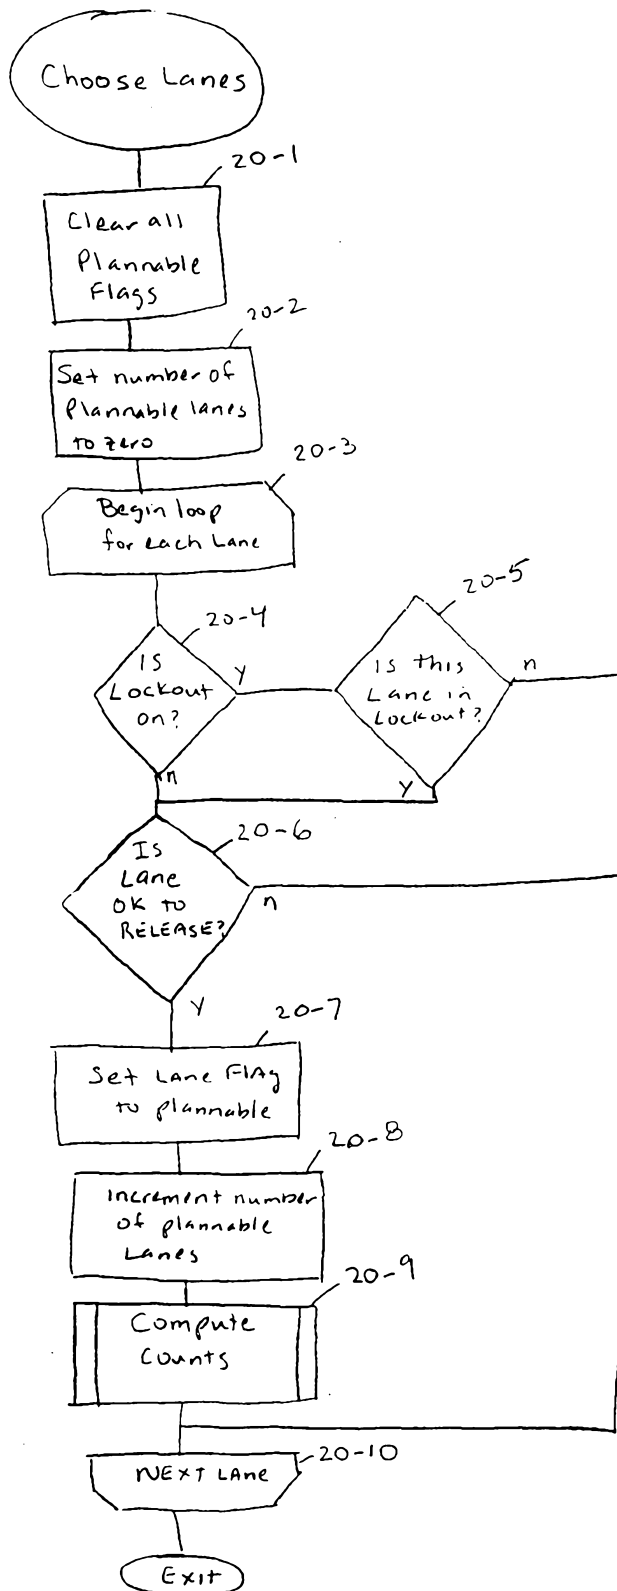 Choose Lanes
20-1
Clear all
Plannable
Flags
20-2
Set number of
Plannable lanes
to zero
20-3
Begin loop
for each Lane
20-4
Is
Lockout
on?
y
n
20-5
Is this
Lane in
Lockout?
n
y
20-6
Is
Lane
OK to
RELEASE?
n
y
20-7
Set Lane Flag
to plannable
20-8
Increment number
of plannable
Lanes
20-9
Compute
Counts
20-10
NEXT LANE
Exit